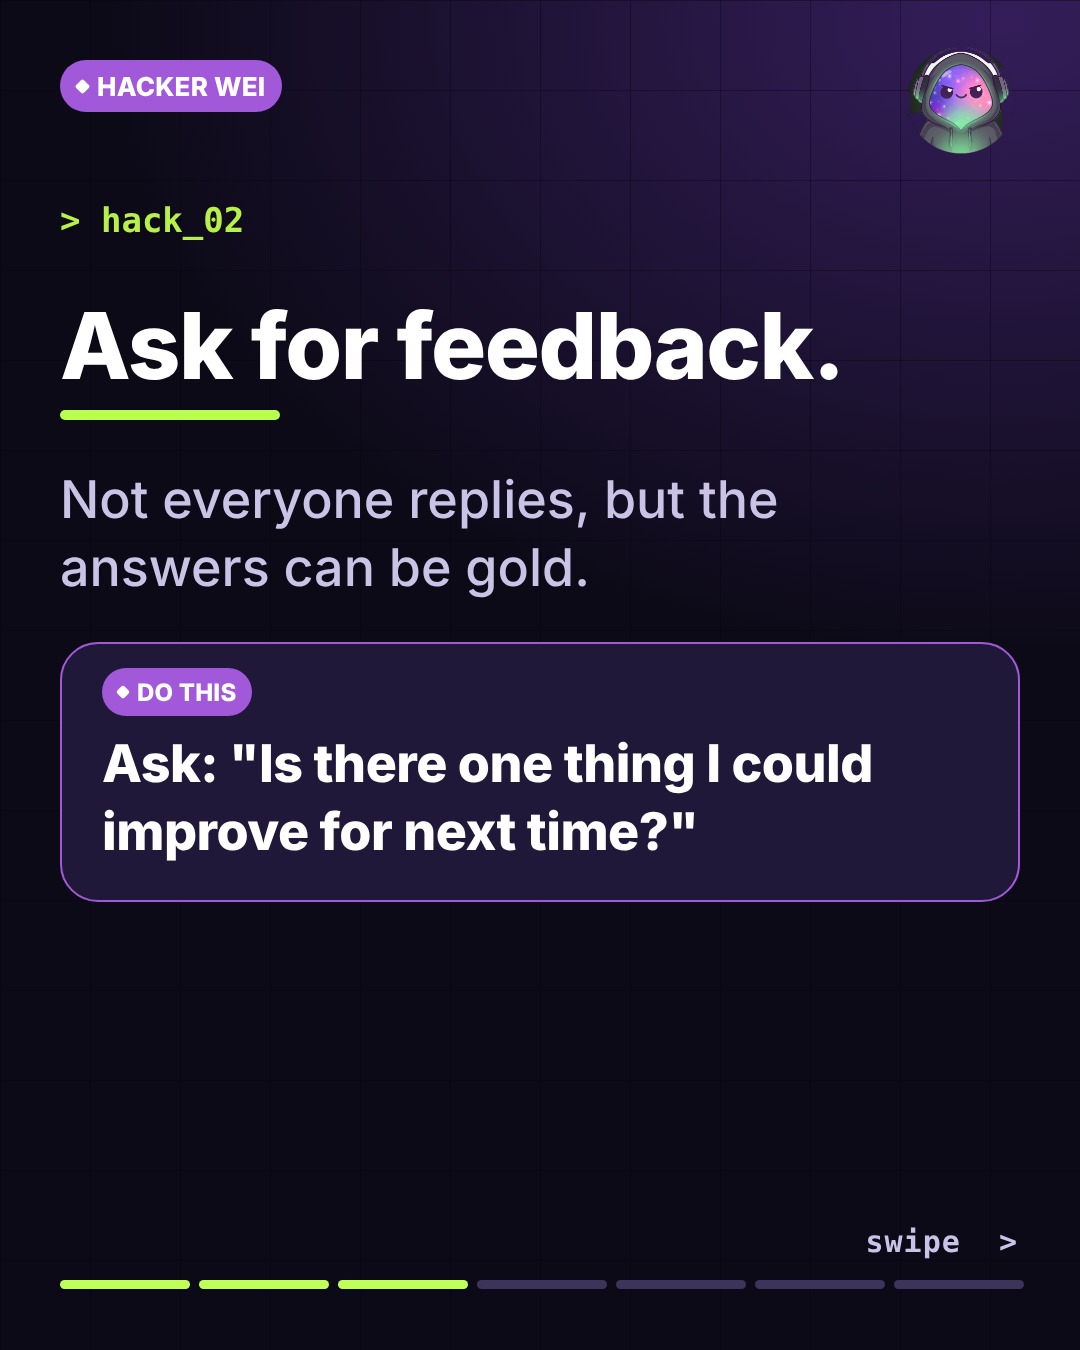 HACKER WEI
> hack_02
Ask for feedback.
Not everyone replies, but the
answers can be gold.
DO THIS
Ask: "Is there one thing I could
improve for next time?"
swipe >